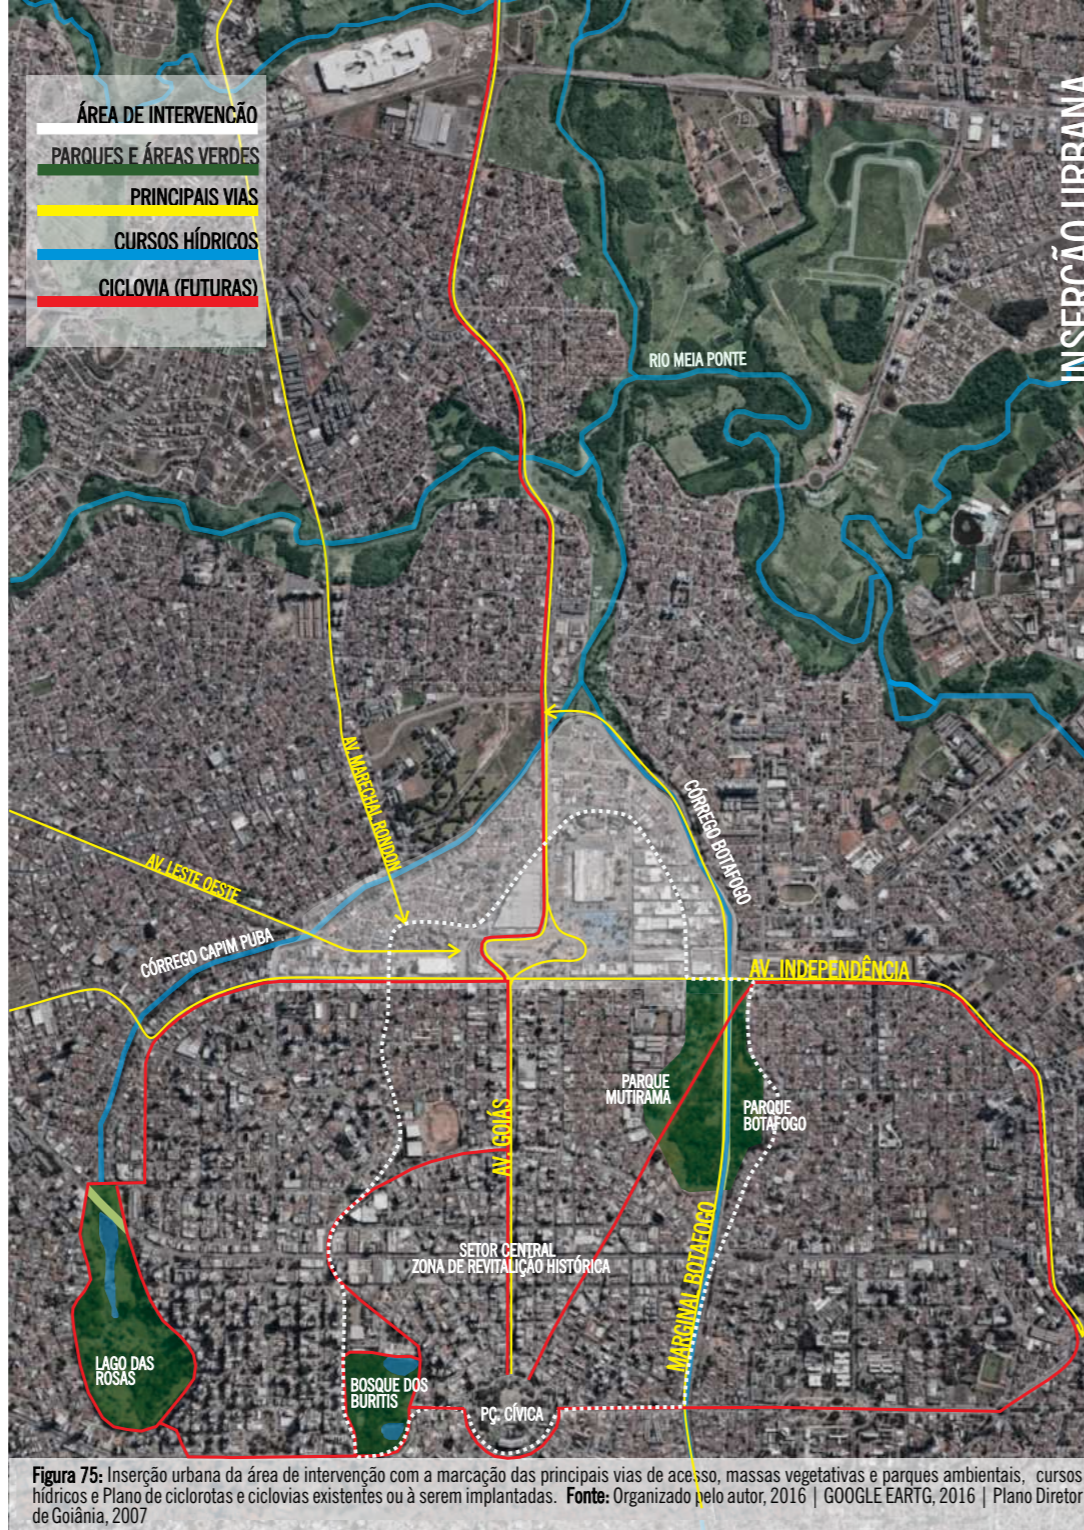 INSERÇÃO URBANA
ÁREA DE INTERVENÇÃO
PARQUES E ÁREAS VERDES
PRINCIPAIS VIAS
CURSOS HÍDRICOS
CICLOVIA (FUTURAS)
RIO MEIA PONTE
AV. MARECHAL RONDON
CÓRREGO BOTAFOGO
AV. LESTE OESTE
CÓRREGO CAPIM PUBA
AV. INDEPENDÊNCIA
PARQUE
MUTIRAMA
PARQUE
BOTAFOGO
AV. GOIÁS
MARGINAL BOTAFOGO
SETOR CENTRAL
ZONA DE REVITALIÇÃO HISTÓRICA
LAGO DAS
ROSAS
BOSQUE DOS
BURITIS
PÇ. CÍVICA
Figura 75: Inserção urbana da área de intervenção com a marcação das principais vias de acesso, massas vegetativas e parques ambientais, cursos
hídricos e Plano de ciclorotas e ciclovias existentes ou à serem implantadas. Fonte: Organizado pelo autor, 2016 | GOOGLE EARTG, 2016 | Plano Diretor
de Goiânia, 2007